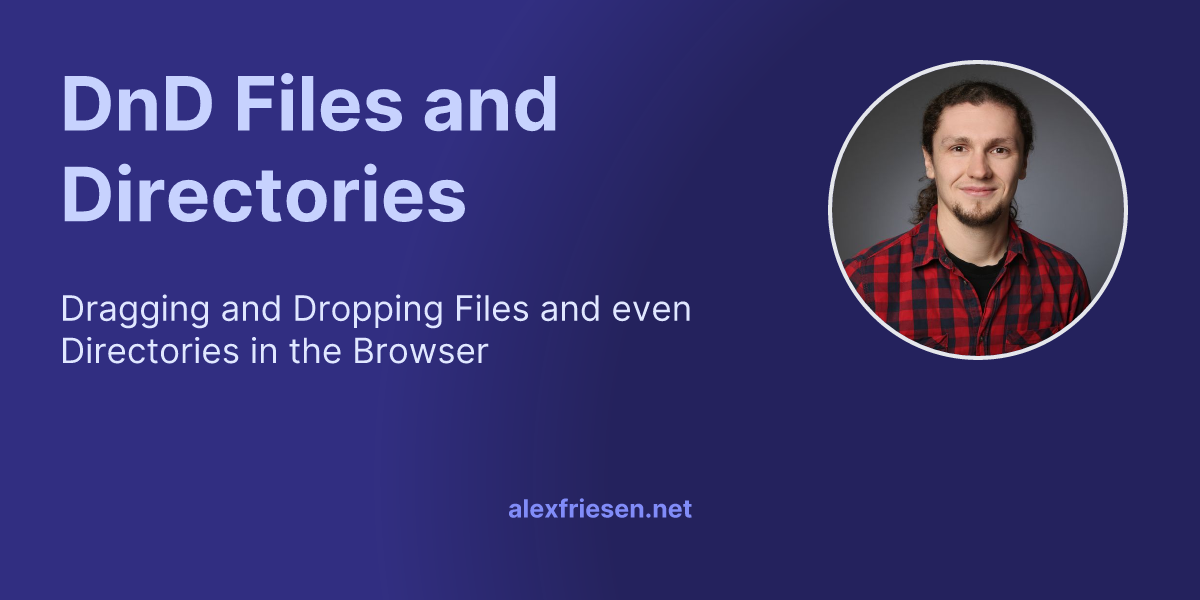 DnD Files and
Directories
Dragging and Dropping Files and even
Directories in the Browser
alexfriesen.net